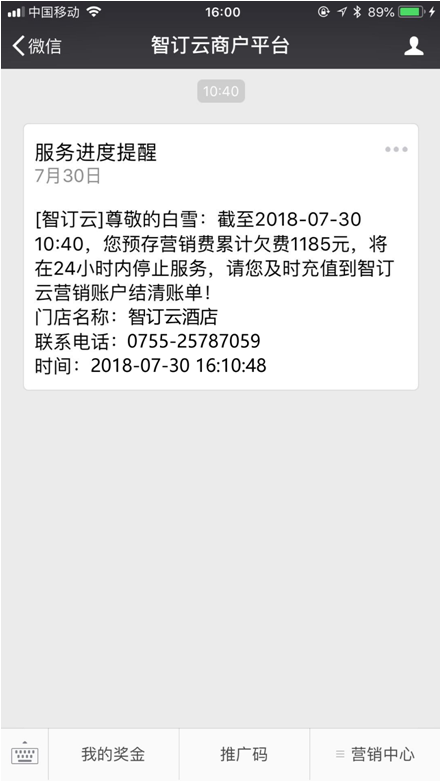 中国移动 16:00 89%
微信 智订云商户平台
10:40
服务进度提醒
7月30日
[智订云]尊敬的白雪：截至2018-07-30
10:40，您预存营销费累计欠费1185元，将
在24小时内停止服务，请您及时充值到智订
云营销账户结清账单！
门店名称：智订云酒店
联系电话：0755-25787059
时间：2018-07-30 16:10:48
我的奖金 推广码 营销中心